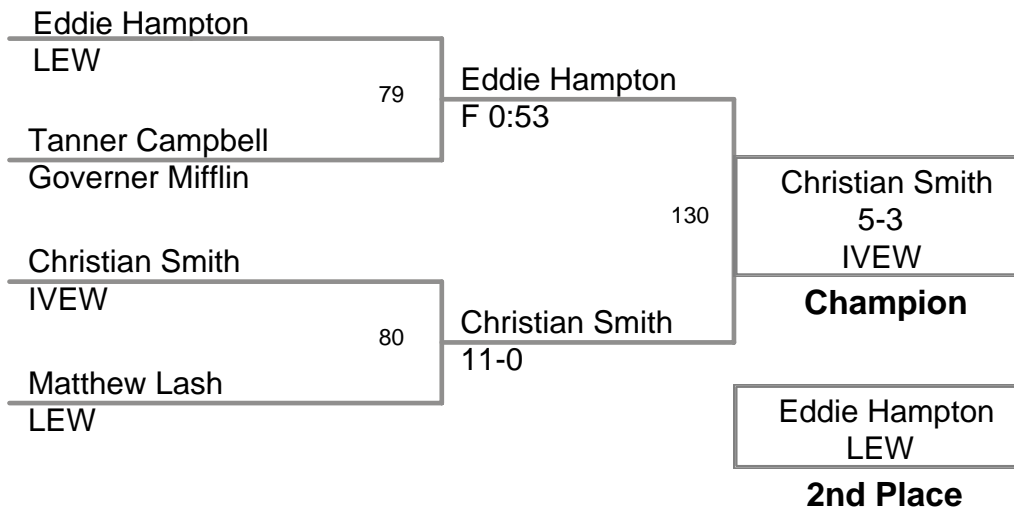 Eddie Hampton
LEW
79
Tanner Campbell
Governer Mifflin
Eddie Hampton
F 0:53
Christian Smith
IVEW
80
Matthew Lash
LEW
Christian Smith
11-0
130
Christian Smith
5-3
IVEW
Champion
Eddie Hampton
LEW
2nd Place